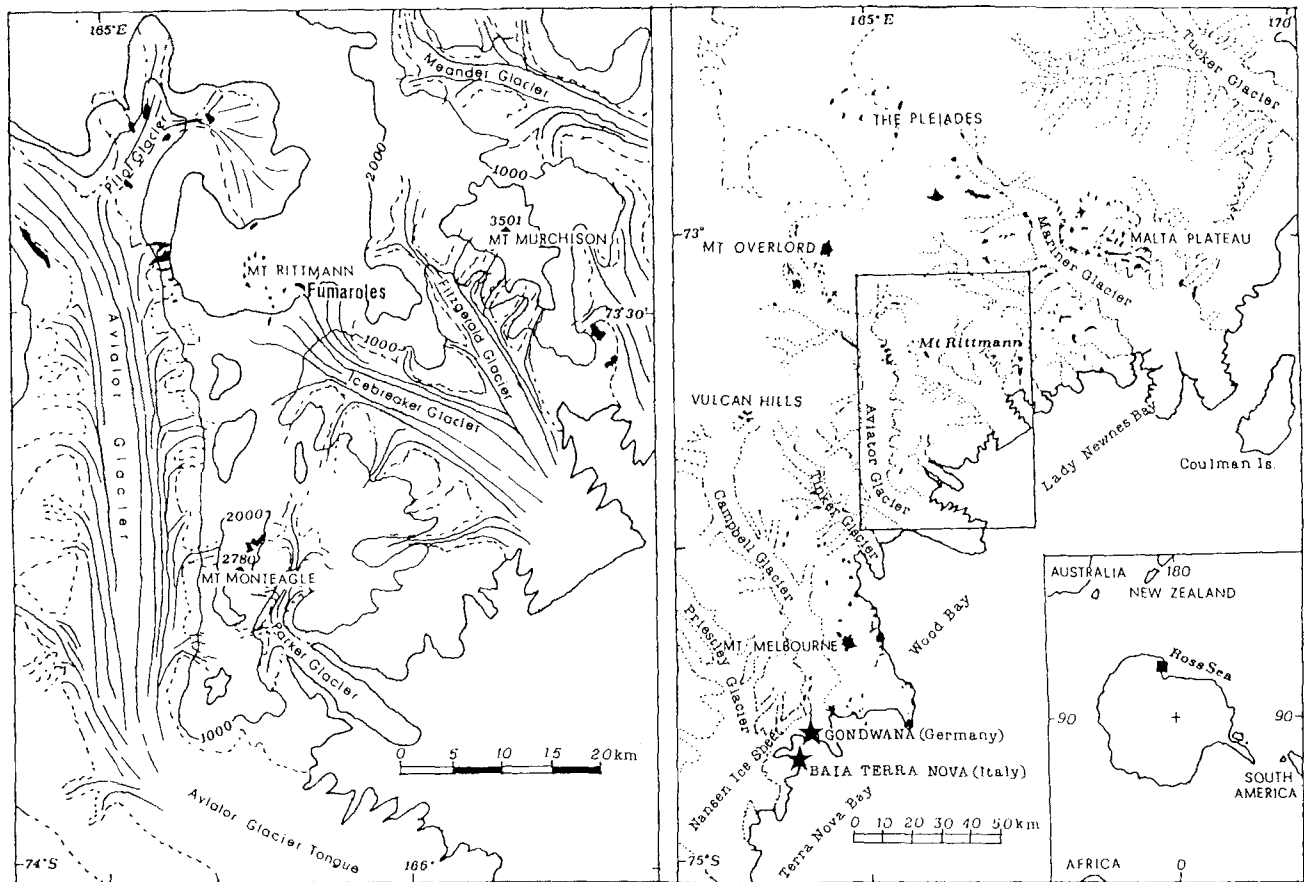 165°E
Meander Glacier
Pilot Glacier
2000
1000
3501
MT MURCHISON
MT RITTMANN
Fumaroles
73°30'
Fitzgerald Glacier
1000
Icebreaker Glacier
Aviator Glacier
2000
2780
MT MONTEAGLE
Parker Glacier
1000
0 5 10 15 20km
Aviator Glacier Tongue
74°S
166°
165°E
170°
Tucker Glacier
THE PLEIADES
73°
MT OVERLORD
MALTA PLATEAU
Mariner Glacier
Mt Rittmann
VULCAN HILLS
Aviator Glacier
Lady Newnes Bay
Coulman Is.
Tinker Glacier
Campbell Glacier
Priestley Glacier
MT. MELBOURNE
Wood Bay
GONDWANA (Germany)
BAIA TERRA NOVA (Italy)
Nansen Ice Sheet
Terra Nova Bay
0 10 20 30 40 50km
75°S
AUSTRALIA
180
NEW ZEALAND
Ross Sea
90
90
SOUTH
AMERICA
AFRICA
0